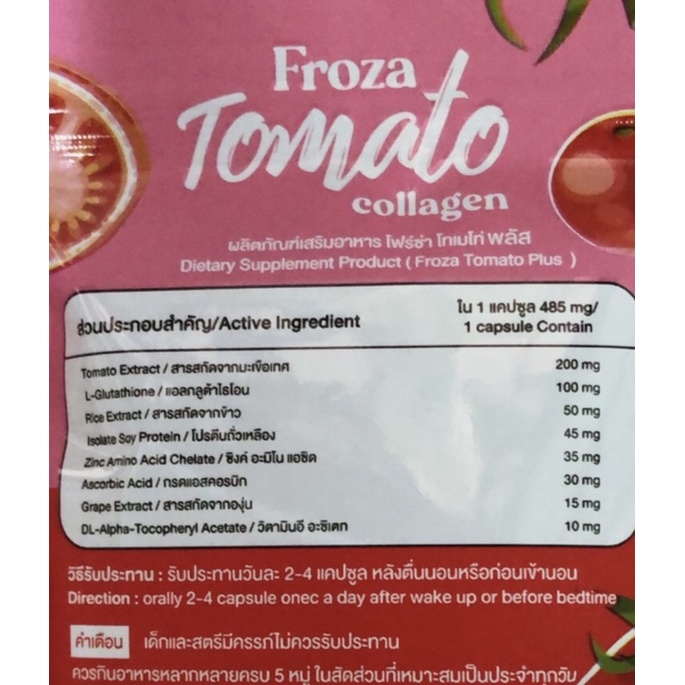 Froza
Tomato
collagen
ผลิตภัณฑ์เสริมอาหาร โฟร์ซ่า โทเมโท่ พลัส
Dietary Supplement Product ( Froza Tomato Plus )
ส่วนประกอบสำคัญ/Active Ingredient
ใน 1 แคปซูล 485 mg/
1 capsule Contain
Tomato Extract / สารสกัดจากมะเขือเทศ 200 mg
L-Glutathione / แอลกลูต้าไธโอน 100 mg
Rice Extract / สารสกัดจากข้าว 50 mg
Isolate Soy Protein / โปรตีนถั่วเหลือง 45 mg
Zinc Amino Acid Chelate / ซิงค์ อะมิโน แอซิด 35 mg
Ascorbic Acid / กรดแอสคอรบิก 30 mg
Grape Extract / สารสกัดจากองุ่น 15 mg
DL-Alpha-Tocopheryl Acetate / วิตามินอี อะซิเตท 10 mg
วิธีรับประทาน : รับประทานวันละ 2-4 แคปซูล หลังตื่นนอนหรือก่อนเข้านอน
Direction : orally 2-4 capsule onec a day after wake up or before bedtime
คำเตือน เด็กและสตรีมีครรภ์ไม่ควรรับประทาน
ควรกินอาหารหลากหลายครบ 5 หมู่ ในสัดส่วนที่เหมาะสมเป็นประจำทุกวัน